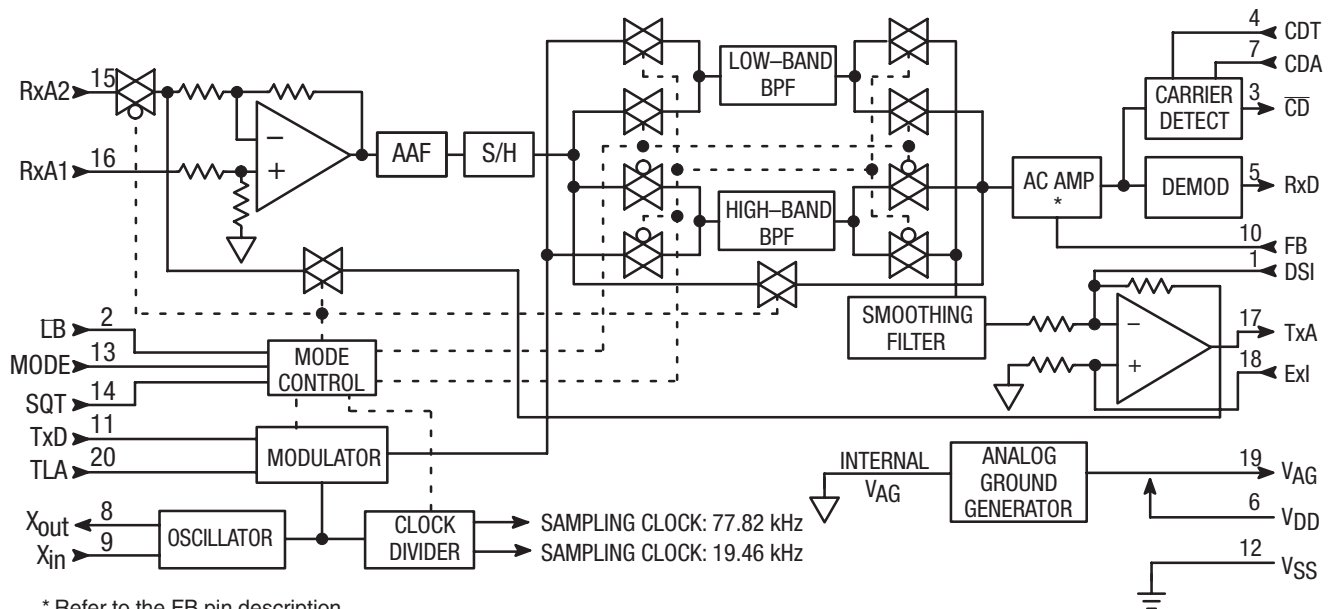 RxA2
15
RxA1
16
−
+
AAF
S/H
LOW–BAND
BPF
HIGH–BAND
BPF
AC AMP
*
CARRIER
DETECT
DEMOD
4
CDT
7
CDA
3
CD
5
RxD
10
FB
1
DSI
SMOOTHING
FILTER
−
+
17
TxA
18
ExI
LB
2
MODE
13
SQT
14
MODE
CONTROL
TxD
11
TLA
20
MODULATOR
Xout
8
Xin
9
OSCILLATOR
CLOCK
DIVIDER
SAMPLING CLOCK: 77.82 kHz
SAMPLING CLOCK: 19.46 kHz
INTERNAL
VAG
ANALOG
GROUND
GENERATOR
19
VAG
6
VDD
12
VSS
* Refer to the FB pin description